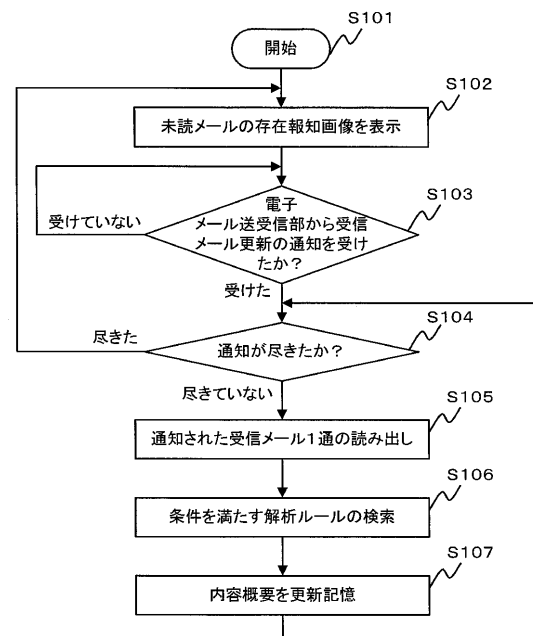 S101
開始
S102
未読メールの存在報知画像を表示
S103
電子
メール送受信部から受信
メール更新の通知を受け
たか？
受けていない
受けた
S104
通知が尽きたか？
尽きた
尽きていない
S105
通知された受信メール1通の読み出し
S106
条件を満たす解析ルールの検索
S107
内容概要を更新記憶